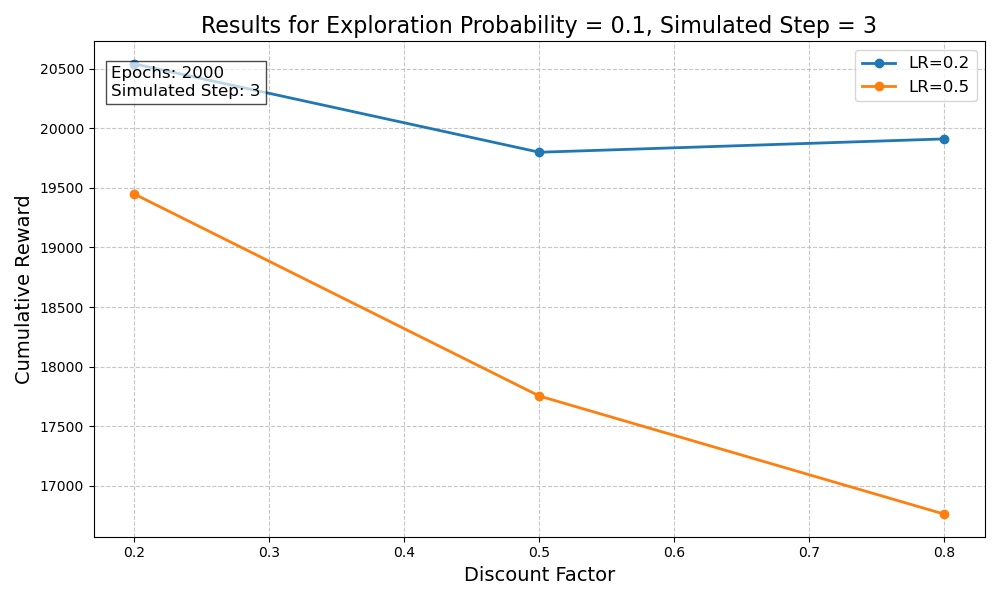 Results for Exploration Probability = 0.1, Simulated Step = 3
Epochs: 2000
Simulated Step: 3
LR=0.2
LR=0.5
Cumulative Reward
20500
20000
19500
19000
18500
18000
17500
17000
0.2 0.3 0.4 0.5 0.6 0.7 0.8
Discount Factor